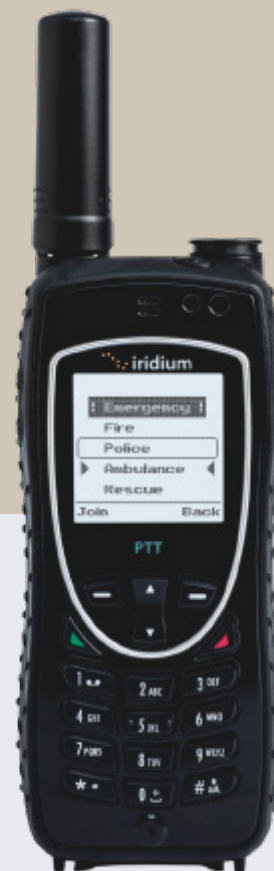 iridium
Emergency
Fire
Police
Ambulance
Rescue
Join Back
PTT
1
2 ABC 3 DEF
4 GHI 5 JKL 6 MNO
7 PQRS 8 TUV 9 WXYZ
* 0 #